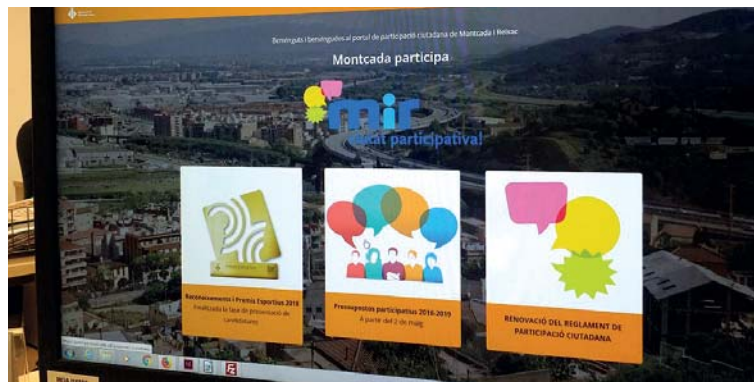 Benvinguts i benvingudes al portal de participació ciutadana de Montcada i Reixac
Montcada participa
mir
ciutat participativa!
Reconeixements i Premis Esportius 2018
Finalitzada la fase de presentació de
candidatures
Pressupostos participatius 2018-2019
A partir del 2 de maig
RENOVACIÓ DEL REGLAMENT DE
PARTICIPACIÓ CIUTADANA